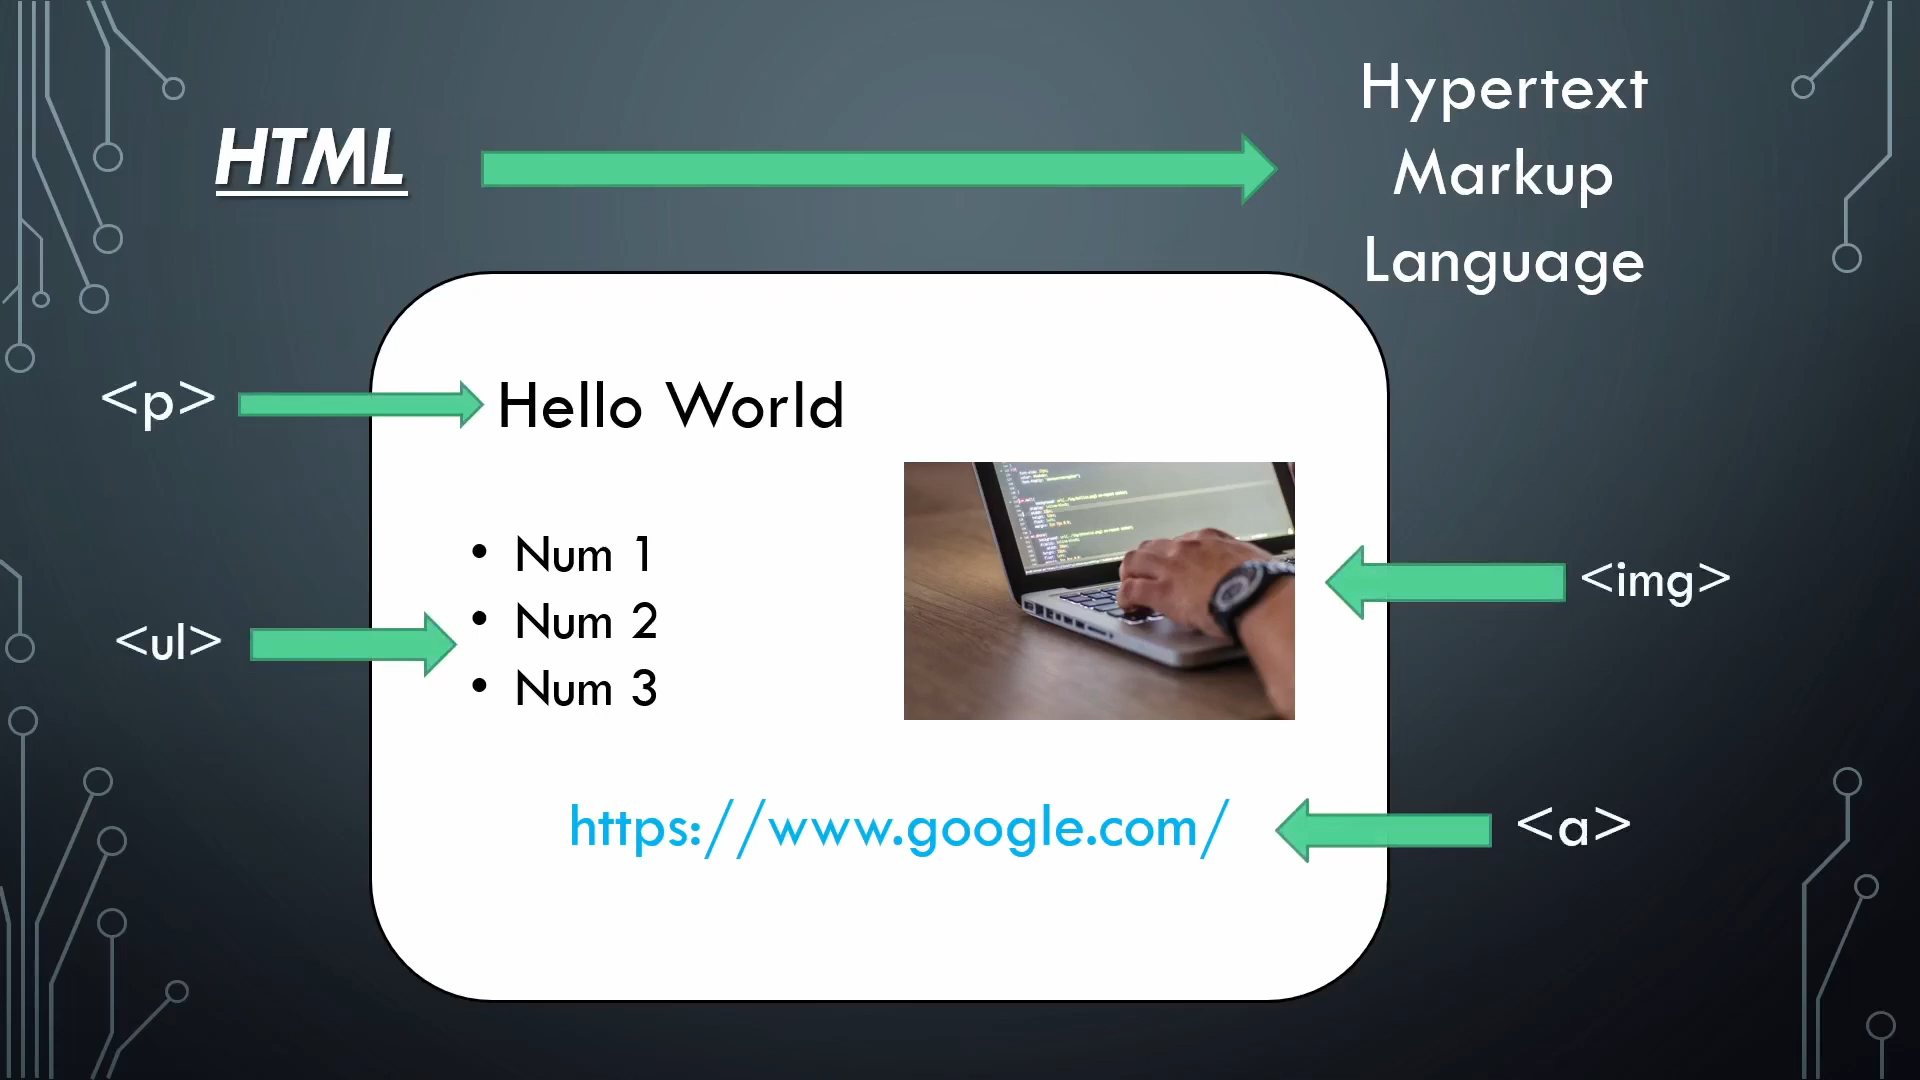 HTML
Hypertext
Markup
Language
<p>
Hello World
• Num 1
• Num 2
• Num 3
<ul>
<img>
https://www.google.com/
<a>